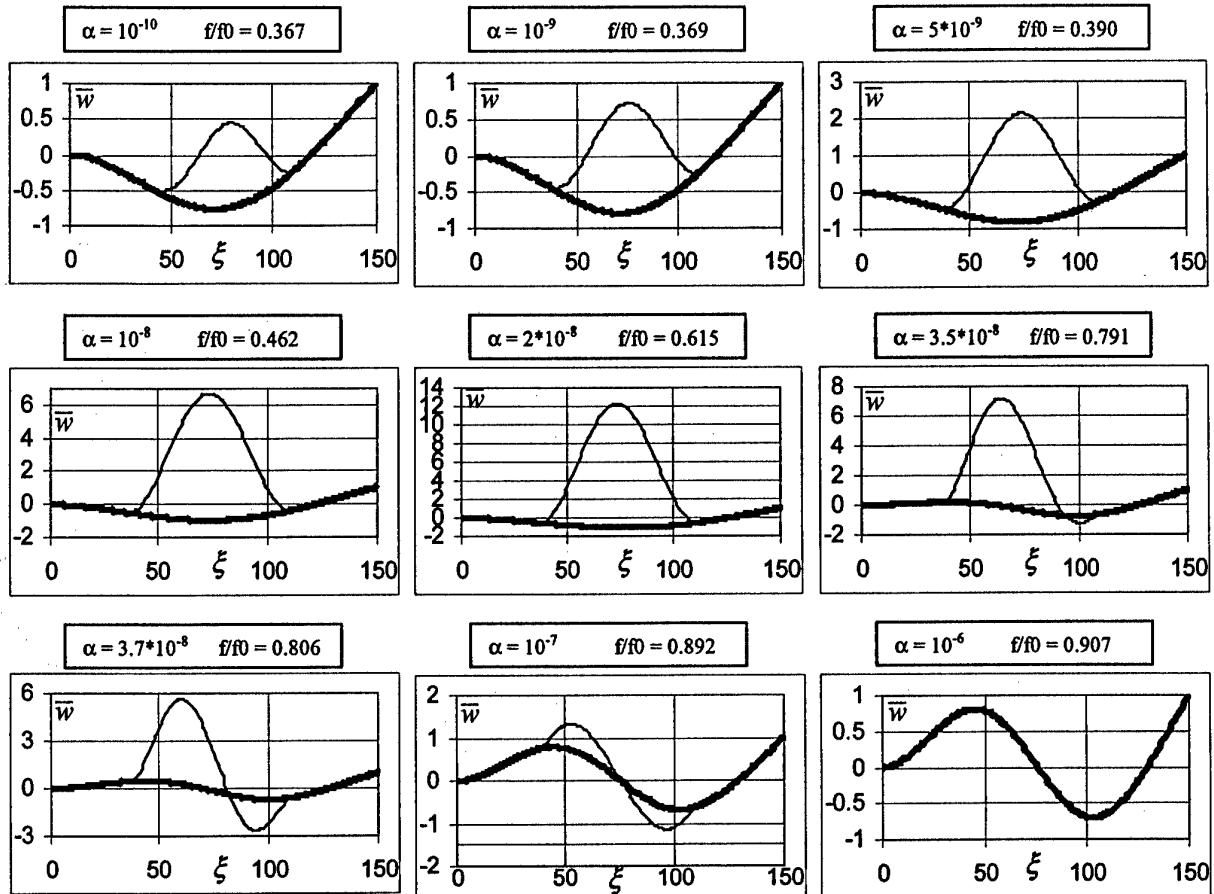 α = 10⁻¹⁰ f/f0 = 0.367
α = 10⁻⁹ f/f0 = 0.369
α = 5*10⁻⁹ f/f0 = 0.390
1
0.5
0
-0.5
-1
w̅
0 50 ξ 100 150
1
0.5
0
-0.5
-1
w̅
0 50 ξ 100 150
3
2
1
0
-1
w̅
0 50 ξ 100 150
α = 10⁻⁸ f/f0 = 0.462
α = 2*10⁻⁸ f/f0 = 0.615
α = 3.5*10⁻⁸ f/f0 = 0.791
6
4
2
0
-2
w̅
0 50 ξ 100 150
14
12
10
8
6
4
2
0
-2
w̅
0 50 ξ 100 150
8
6
4
2
0
-2
w̅
0 50 ξ 100 150
α = 3.7*10⁻⁸ f/f0 = 0.806
α = 10⁻⁷ f/f0 = 0.892
α = 10⁻⁶ f/f0 = 0.907
6
3
0
-3
w̅
0 50 ξ 100 150
2
1
0
-1
-2
w̅
0 50 ξ 100 150
1
0.5
0
-0.5
-1
w̅
0 50 ξ 100 150